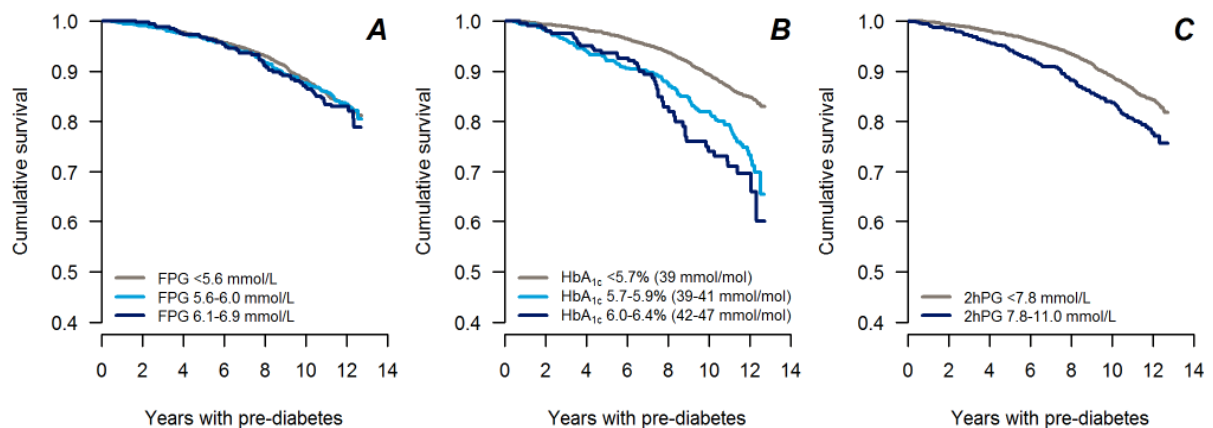 A
Cumulative survival
1.0
0.9
0.8
0.7
0.6
0.5
0.4
FPG <5.6 mmol/L
FPG 5.6-6.0 mmol/L
FPG 6.1-6.9 mmol/L
0 2 4 6 8 10 12 14
Years with pre-diabetes
B
Cumulative survival
1.0
0.9
0.8
0.7
0.6
0.5
0.4
HbA1c <5.7% (39 mmol/mol)
HbA1c 5.7-5.9% (39-41 mmol/mol)
HbA1c 6.0-6.4% (42-47 mmol/mol)
0 2 4 6 8 10 12 14
Years with pre-diabetes
C
Cumulative survival
1.0
0.9
0.8
0.7
0.6
0.5
0.4
2hPG <7.8 mmol/L
2hPG 7.8-11.0 mmol/L
0 2 4 6 8 10 12 14
Years with pre-diabetes